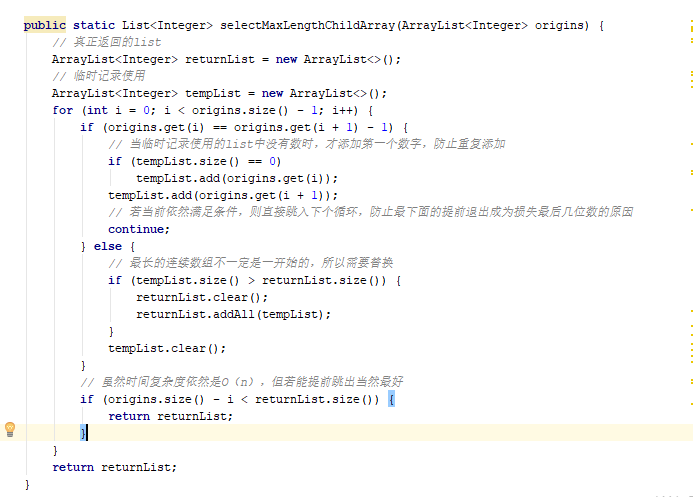 public static List<Integer> selectMaxLengthChildArray(ArrayList<Integer> origins) {
// 真正返回的list
ArrayList<Integer> returnList = new ArrayList<>();
// 临时记录使用
ArrayList<Integer> tempList = new ArrayList<>();
for (int i = 0; i < origins.size() - 1; i++) {
if (origins.get(i) == origins.get(i + 1) - 1) {
// 当临时记录使用的list中没有数时，才添加第一个数字，防止重复添加
if (tempList.size() == 0)
tempList.add(origins.get(i));
tempList.add(origins.get(i + 1));
// 若当前依然满足条件，则直接跳入下个循环，防止最下面的提前退出成为损失最后几位数的原因
continue;
} else {
// 最长的连续数组不一定是一开始的，所以需要替换
if (tempList.size() > returnList.size()) {
returnList.clear();
returnList.addAll(tempList);
}
tempList.clear();
}
// 虽然时间复杂度依然是O（n），但若能提前跳出当然最好
if (origins.size() - i < returnList.size()) {
return returnList;
}
}
return returnList;
}